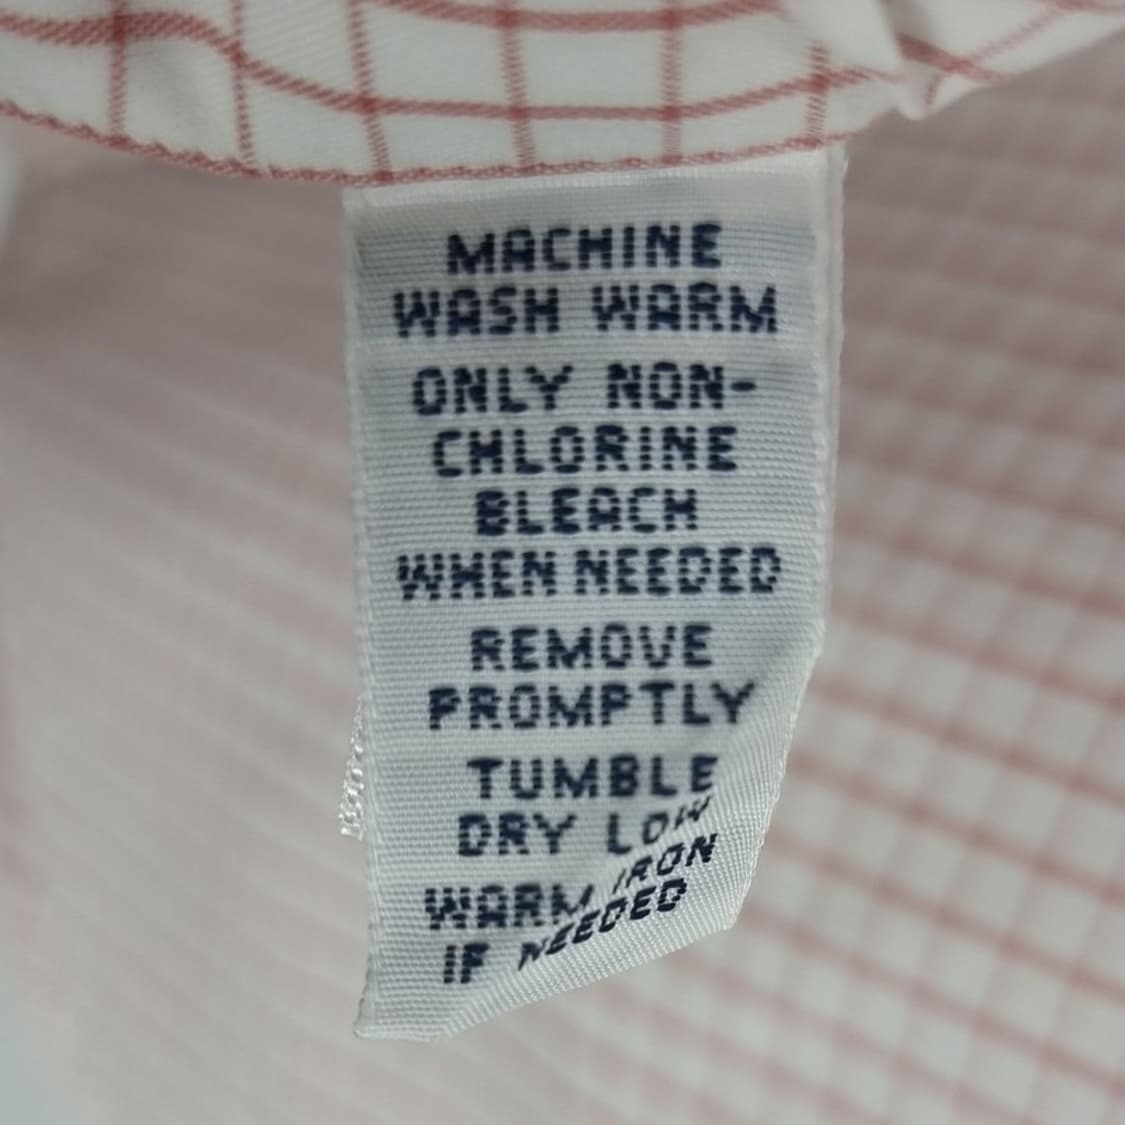 MACHINE
WASH WARM
ONLY NON-
CHLORINE
BLEACH
WHEN NEEDED
REMOVE
PROMPTLY
TUMBLE
DRY LOW
WARM IRON
IF NEEDED